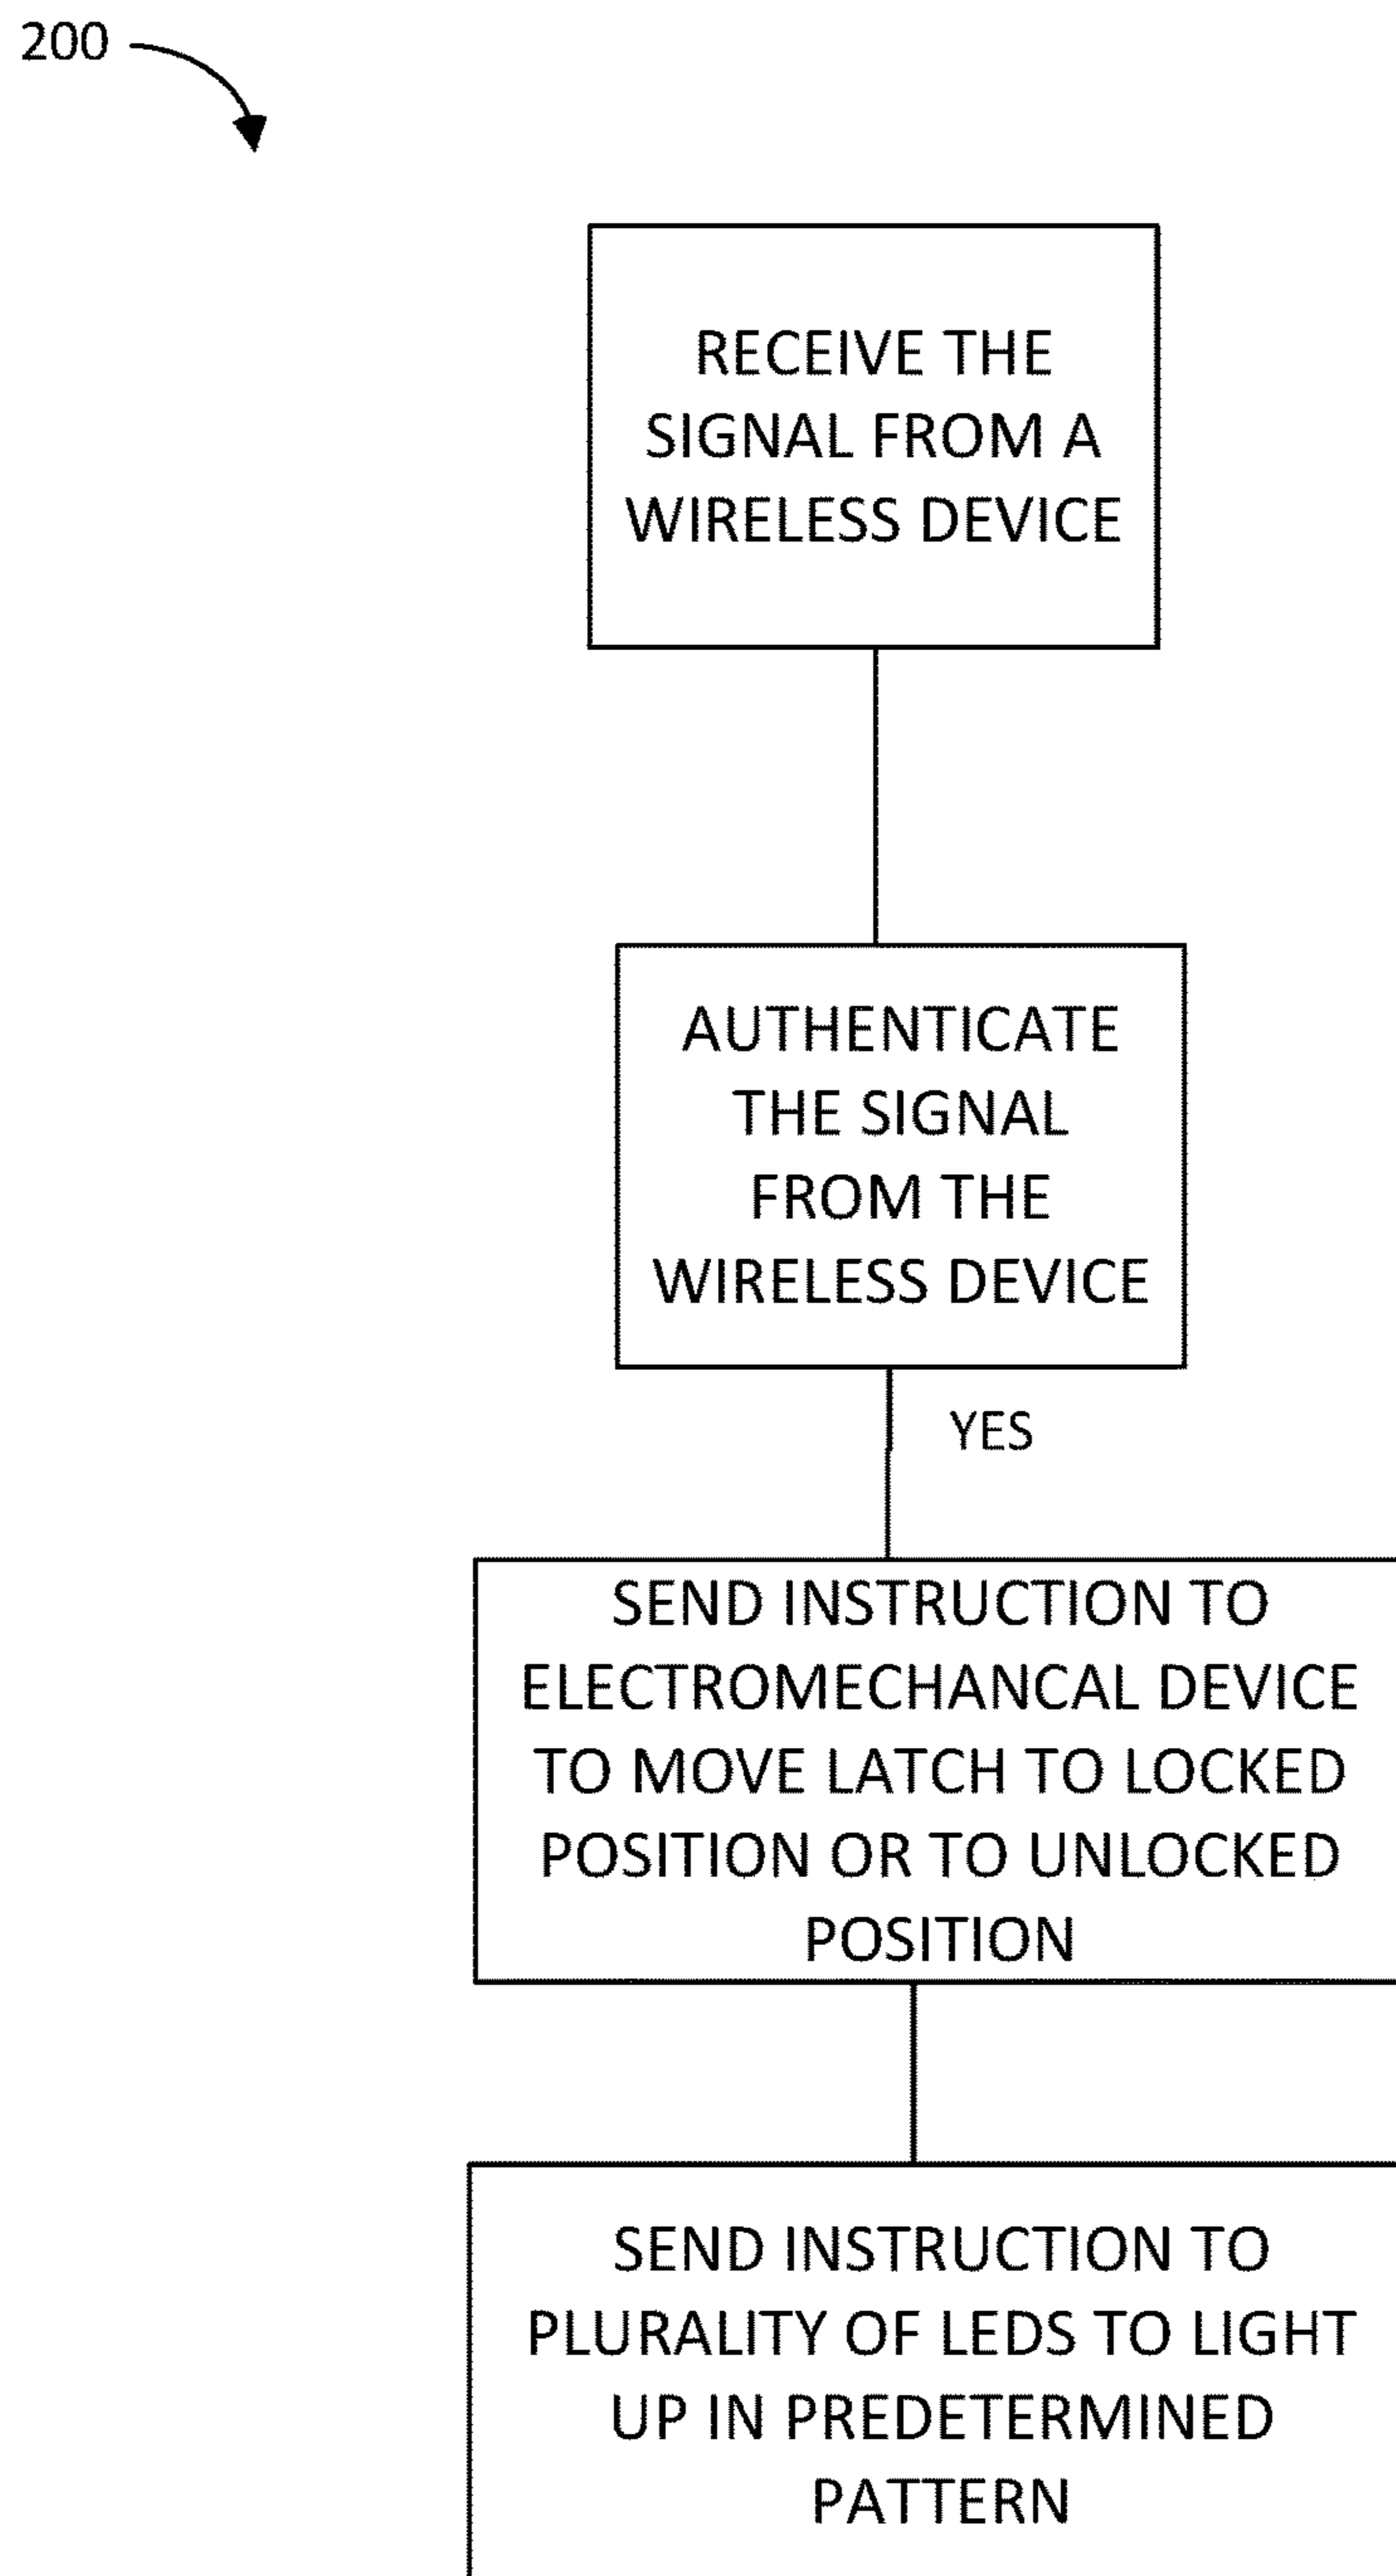 200
RECEIVE THE
SIGNAL FROM A
WIRELESS DEVICE
AUTHENTICATE
THE SIGNAL
FROM THE
WIRELESS DEVICE
YES
SEND INSTRUCTION TO
ELECTROMECHANCAL DEVICE
TO MOVE LATCH TO LOCKED
POSITION OR TO UNLOCKED
POSITION
SEND INSTRUCTION TO
PLURALITY OF LEDS TO LIGHT
UP IN PREDETERMINED
PATTERN